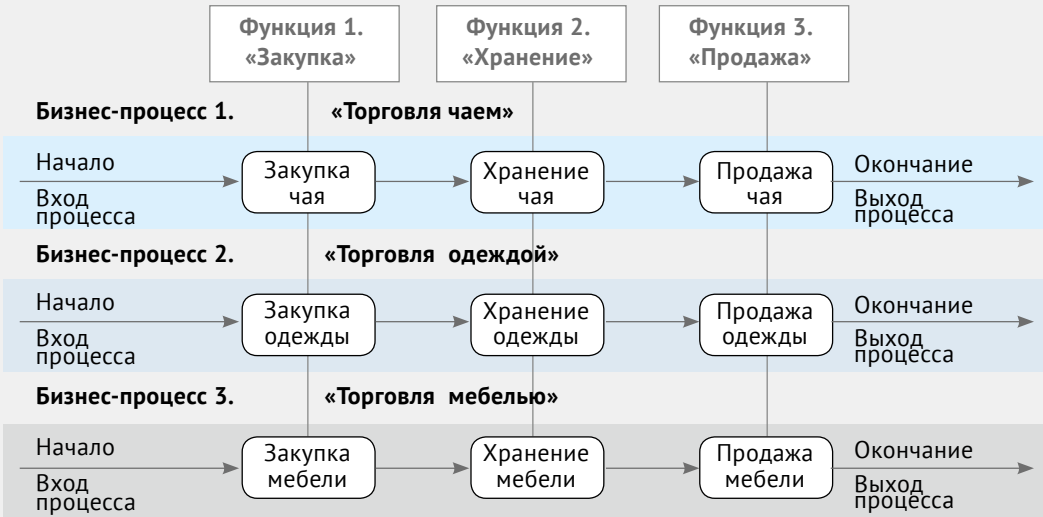 Функция 1.
«Закупка»
Функция 2.
«Хранение»
Функция 3.
«Продажа»
Бизнес-процесс 1. «Торговля чаем»
Начало
Вход
процесса
Закупка
чая
Хранение
чая
Продажа
чая
Окончание
Выход
процесса
Бизнес-процесс 2. «Торговля одеждой»
Начало
Вход
процесса
Закупка
одежды
Хранение
одежды
Продажа
одежды
Окончание
Выход
процесса
Бизнес-процесс 3. «Торговля мебелью»
Начало
Вход
процесса
Закупка
мебели
Хранение
мебели
Продажа
мебели
Окончание
Выход
процесса